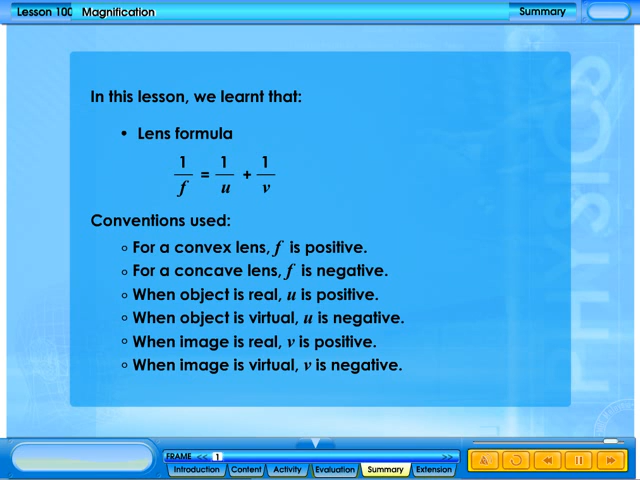 Lesson 100 Magnification Summary
In this lesson, we learnt that:
• Lens formula
1/f = 1/u + 1/v
Conventions used:
○ For a convex lens, f is positive.
○ For a concave lens, f is negative.
○ When object is real, u is positive.
○ When object is virtual, u is negative.
○ When image is real, v is positive.
○ When image is virtual, v is negative.
PHYSICS
FRAME << 1 >>
Introduction Content Activity Evaluation Summary Extension